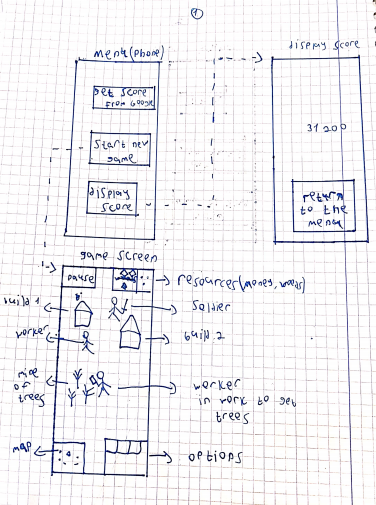 1
menu(phone)
display score
get score
from google
start new
game
display
score
31200
return
to the
menu
game screen
pause
resources(money, woods)
build 1
soldier
worker
build 2
mine
of
trees
worker
in work to get
trees
map
options